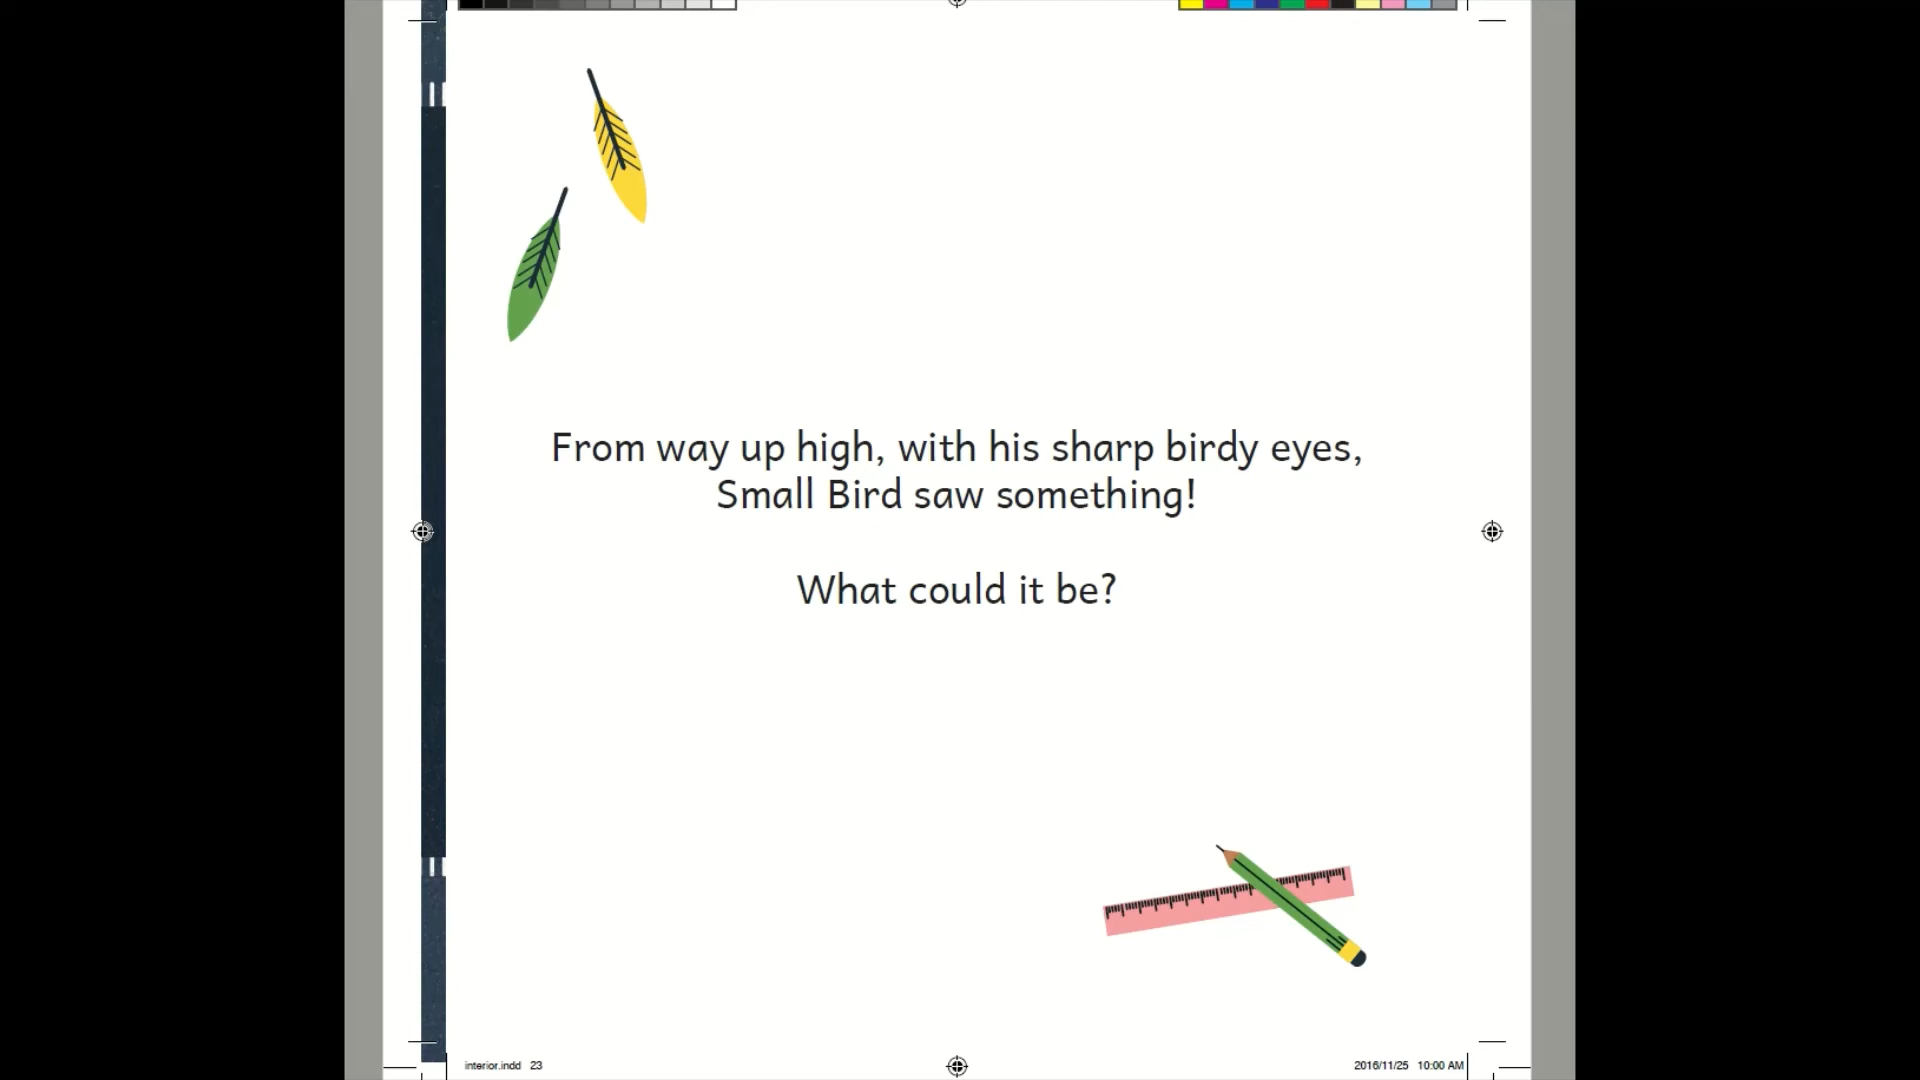 From way up high, with his sharp birdy eyes,
Small Bird saw something!
What could it be?
interior.indd 23
2016/11/25 10:00 AM